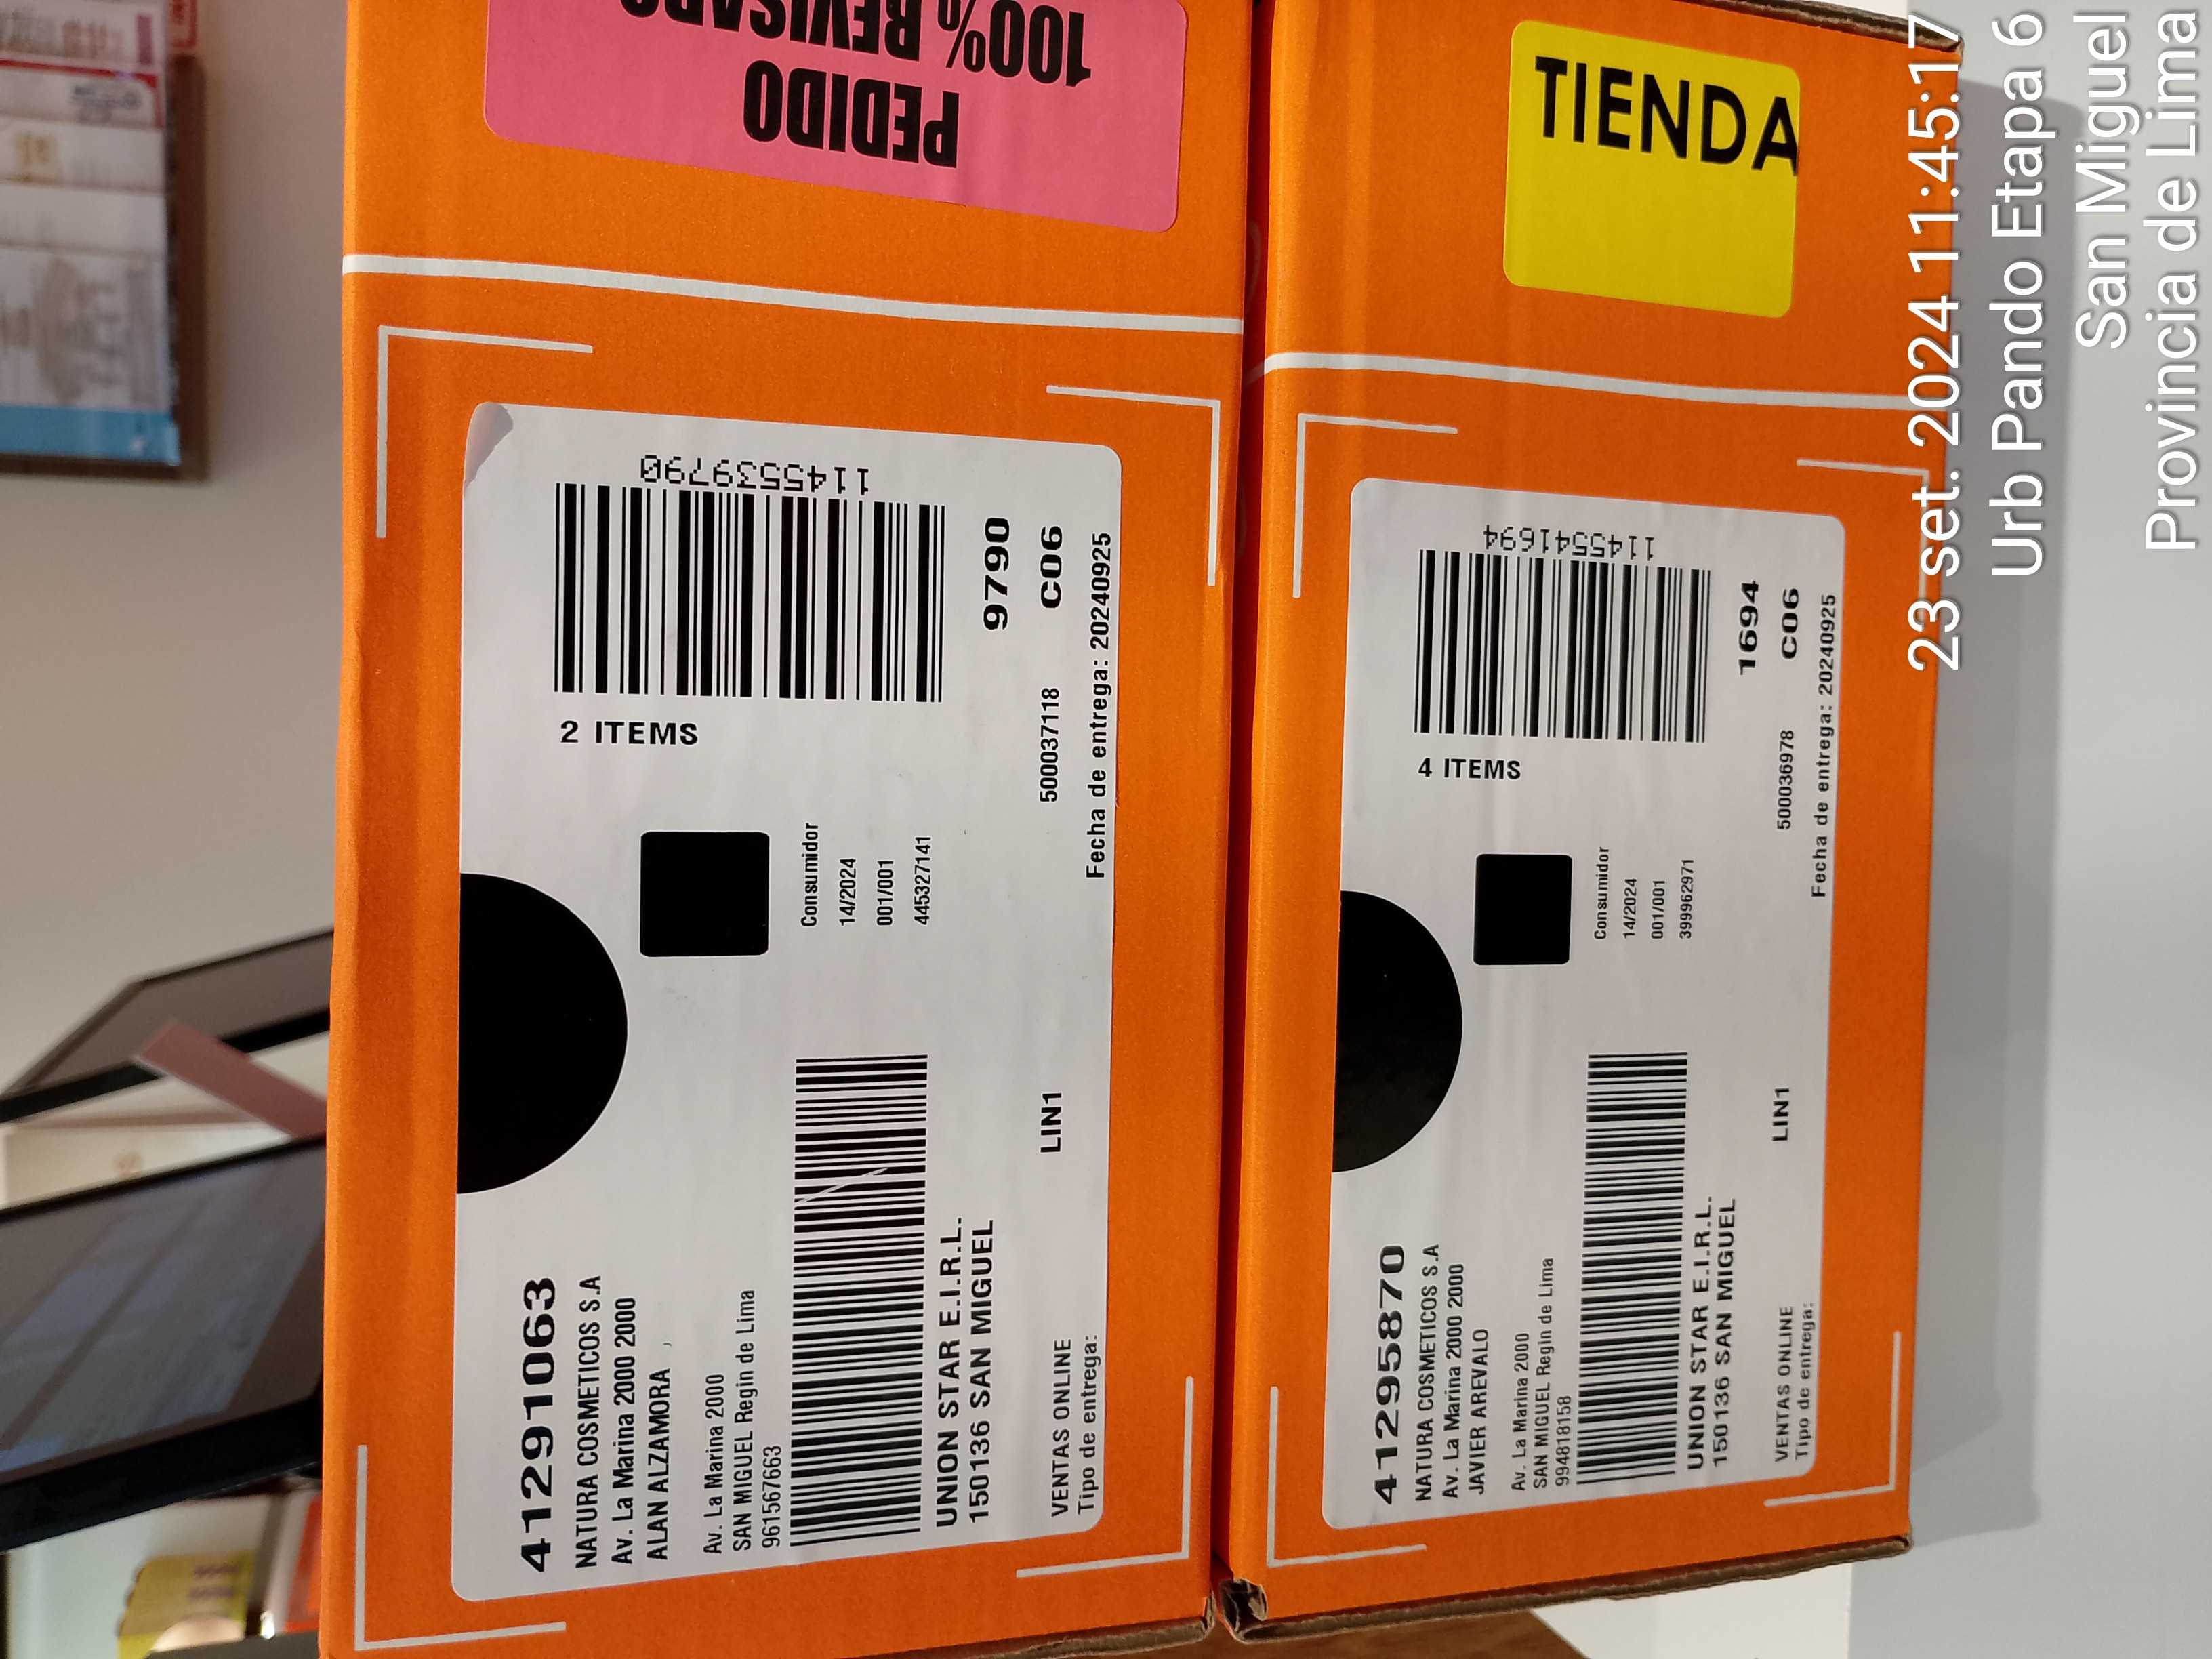 PEDIDO
100% REVISADO
41291063
NATURA COSMETICOS S.A
Av. La Marina 2000 2000
ALAN ALZAMORA ,
Av. La Marina 2000
SAN MIGUEL Regin de Lima
961567663
UNION STAR E.I.R.L.
150136 SAN MIGUEL
VENTAS ONLINE
Tipo de entrega:
LIN1
2 ITEMS
1145539790
Consumidor
14/2024
001/001
445327141
9790
500037118 C06
Fecha de entrega: 20240925
TIENDA
41295870
NATURA COSMETICOS S.A
Av. La Marina 2000 2000
JAVIER AREVALO
Av. La Marina 2000
SAN MIGUEL Regin de Lima
994818158
UNION STAR E.I.R.L.
150136 SAN MIGUEL
VENTAS ONLINE
Tipo de entrega:
LIN1
4 ITEMS
1145541694
Consumidor
14/2024
001/001
399962971
1694
500036978 C06
Fecha de entrega: 20240925
23 set. 2024 11:45:17
Urb Pando Etapa 6
San Miguel
Provincia de Lima